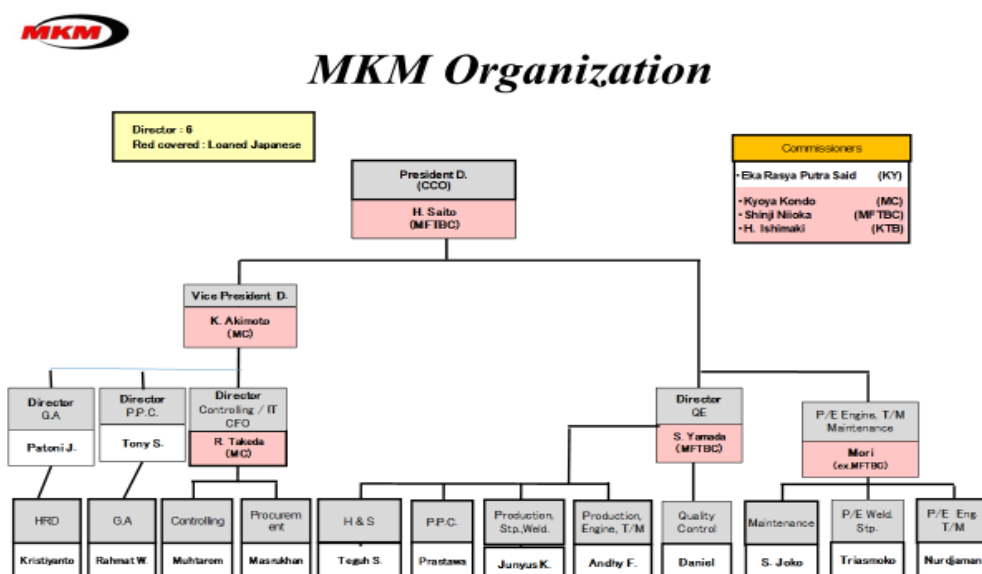 MKM
MKM Organization
Director : 6
Red covered : Loaned Japanese
Commissioners
・Eka Rasya Putra Said (KY)
・Kyoya Kondo (MC)
・Shinji Niioka (MFTBC)
・H. Ishimaki (KTB)
President D.
(CCO)
H. Saito
(MFTBC)
Vice President D.
K. Akimoto
(MC)
Director
G.A
Patoni J.
Director
P.P.C.
Tony S.
Director
Controlling / IT
CFO
R. Takeda
(MC)
Director
QE
S. Yamada
(MFTBC)
P/E Engine, T/M
Maintenance
Mori
(ex.MFTBC)
HRD
Kristiyanto
G.A
Rahmat W.
Controlling
Muhtarom
Procurem
ent
Masrukhan
H & S
Teguh S.
P.P.C.
Prastawa
Production,
Stp.,Weld.
Junyus K.
Production,
Engine, T/M
Andhy F.
Quality
Control
Daniel
Maintenance
S. Joko
P/E Weld.
Stp.
Triasmoko
P/E Eng.
T/M
Nurdjaman